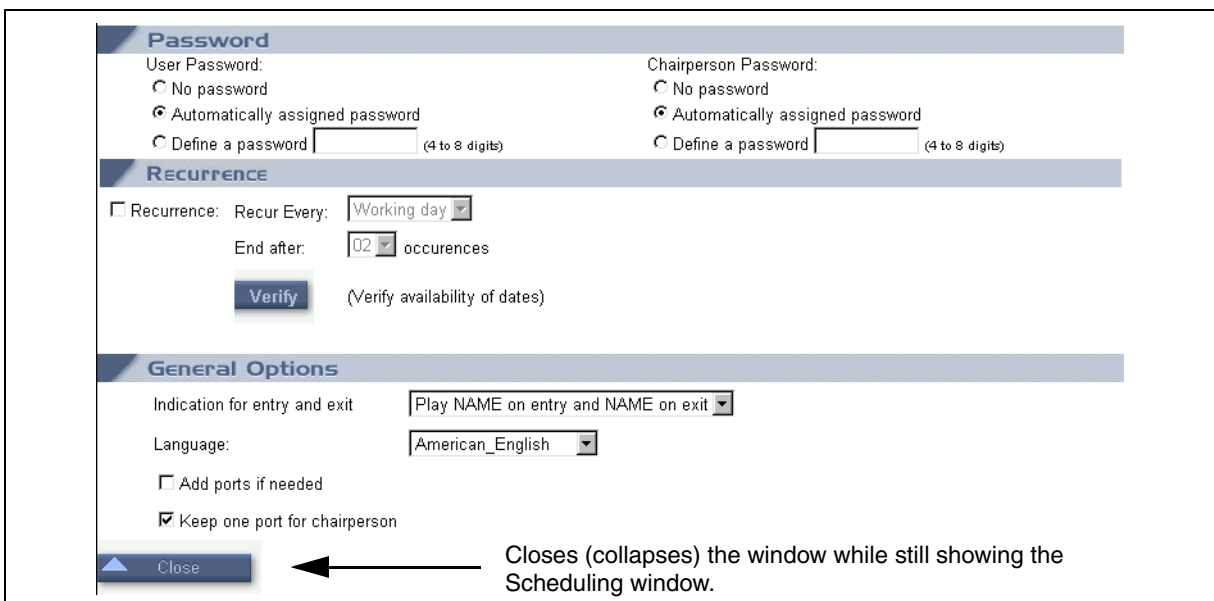 Password
User Password:
Chairperson Password:
No password
No password
Automatically assigned password
Automatically assigned password
Define a password (4 to 8 digits)
Define a password (4 to 8 digits)
Recurrence
Recurrence: Recur Every: Working day
End after: 02 occurences
Verify (Verify availability of dates)
General Options
Indication for entry and exit Play NAME on entry and NAME on exit
Language: American_English
Add ports if needed
Keep one port for chairperson
Close
Closes (collapses) the window while still showing the
Scheduling window.